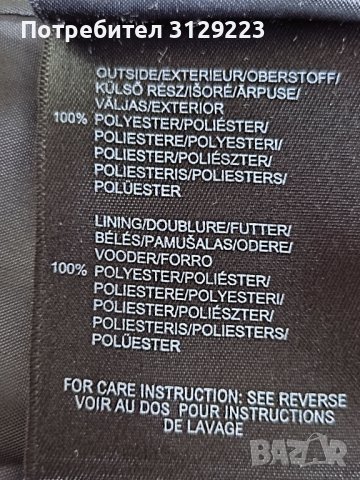 Потребител 3129223
OUTSIDE/EXTERIEUR/OBERSTOFF/
KÜLSŐ RÉSZ/IŠORĖ/ĀRPUSE/
VÄLJAS/EXTERIOR
100% POLYESTER/POLIÉSTER/
POLIESTERE/POLYESTERI/
POLIESTER/POLIÉSZTER/
POLIESTERIS/POLIESTERS/
POLÜESTER
LINING/DOUBLURE/FUTTER/
BÉLÉS/PAMUŠALAS/ODERE/
VOODER/FORRO
100% POLYESTER/POLIÉSTER/
POLIESTERE/POLYESTERI/
POLIESTER/POLIÉSZTER/
POLIESTERIS/POLIESTERS/
POLÜESTER
FOR CARE INSTRUCTION: SEE REVERSE
VOIR AU DOS POUR INSTRUCTIONS
DE LAVAGE
BAZAR